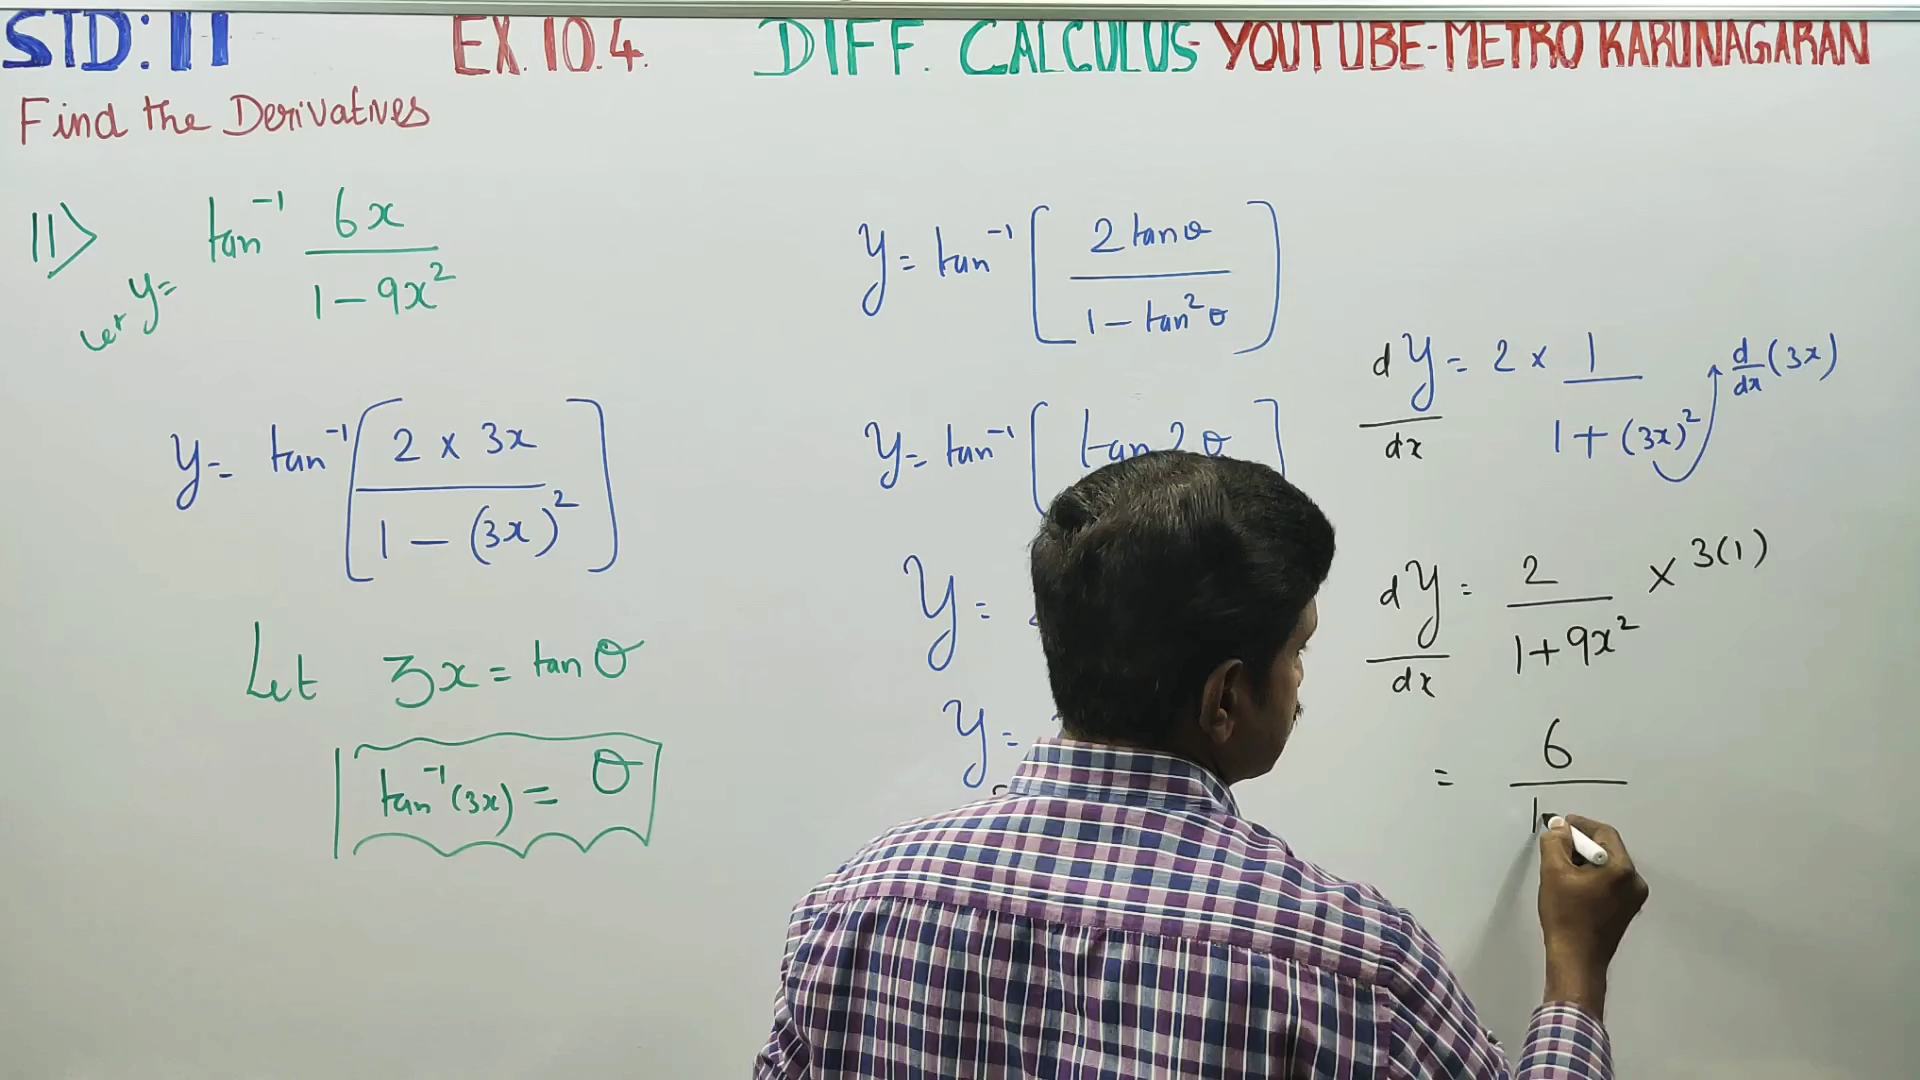 STD: 11 EX. 10.4. DIFF. CALCULUS - YOUTUBE - METRO KARUNAGARAN
Find the Derivatives
11> let y = tan⁻¹ 6x / 1 - 9x²
y = tan⁻¹ [ 2 x 3x / 1 - (3x)² ]
Let 3x = tan θ
tan⁻¹(3x) = θ
y = tan⁻¹ [ 2 tan θ / 1 - tan² θ ]
y = tan⁻¹ [ tan 2θ ]
y =
y =
dy/dx = 2 x 1 / 1 + (3x)² d/dx (3x)
dy/dx = 2 / 1 + 9x² x 3(1)
= 6 / 1